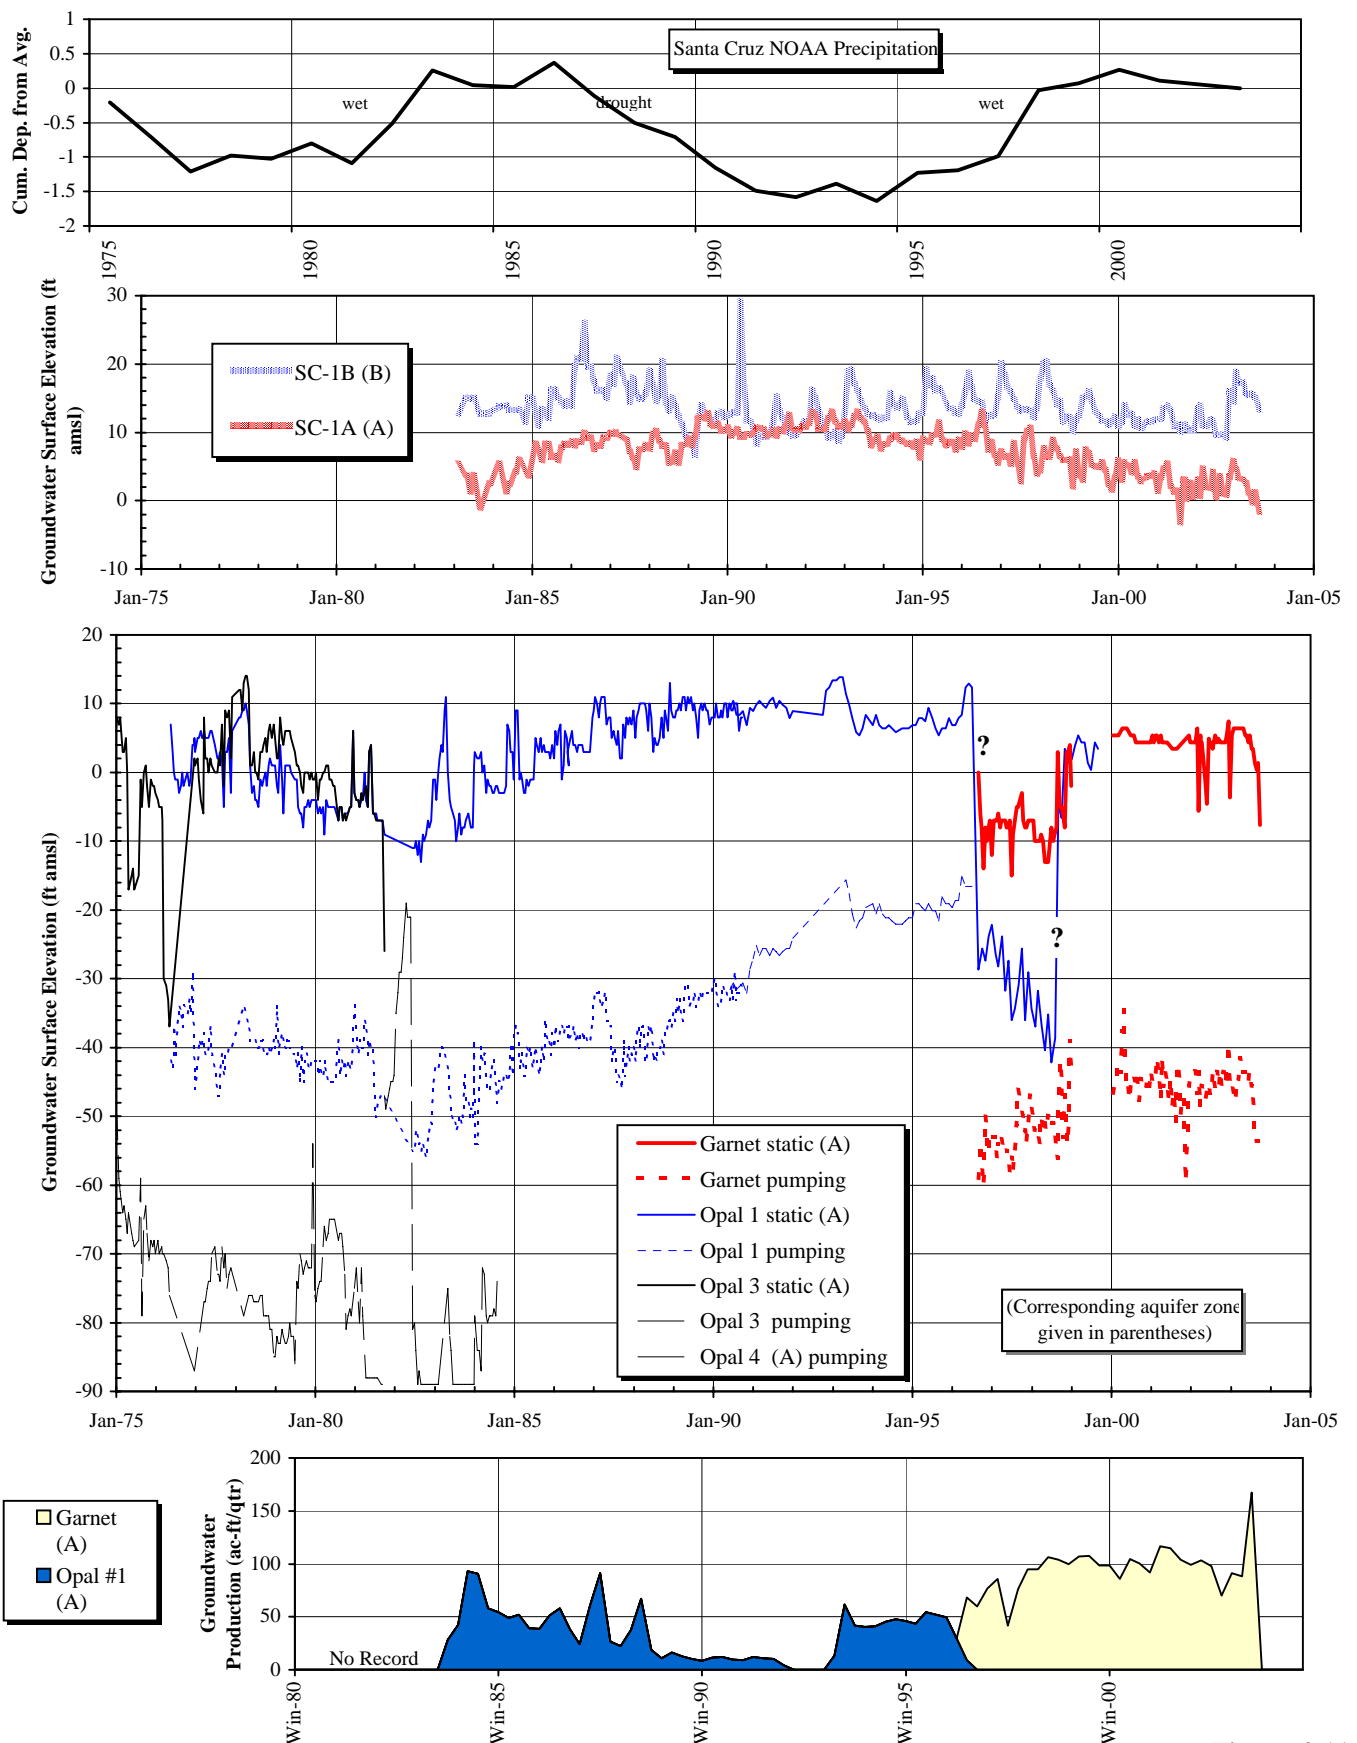 Cum. Dep. from Avg.
1
0.5
0
-0.5
-1
-1.5
-2
Santa Cruz NOAA Precipitation
wet
drought
wet
1975
1980
1985
1990
1995
2000
Groundwater Surface Elevation (ft
amsl)
30
20
10
0
-10
SC-1B (B)
SC-1A (A)
Jan-75
Jan-80
Jan-85
Jan-90
Jan-95
Jan-00
Jan-05
Groundwater Surface Elevation (ft amsl)
20
10
0
-10
-20
-30
-40
-50
-60
-70
-80
-90
?
?
Garnet static (A)
Garnet pumping
Opal 1 static (A)
Opal 1 pumping
Opal 3 static (A)
Opal 3 pumping
Opal 4 (A) pumping
(Corresponding aquifer zone
given in parentheses)
Jan-75
Jan-80
Jan-85
Jan-90
Jan-95
Jan-00
Jan-05
Garnet
(A)
Opal #1
(A)
Groundwater
Production (ac-ft/qtr)
200
150
100
50
0
No Record
Win-80
Win-85
Win-90
Win-95
Win-00